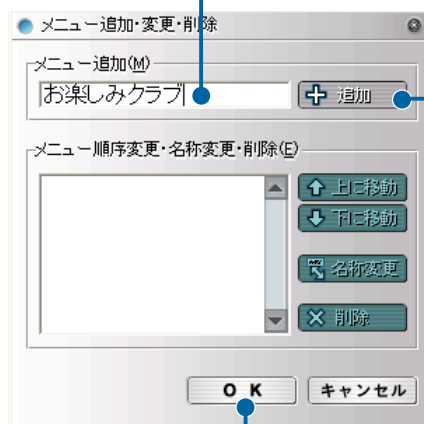 メニュー追加・変更・削除
メニュー追加(M)
お楽しみクラブ
追加
メニュー順序変更・名称変更・削除(E)
上に移動
下に移動
名称変更
削除
OK
キャンセル